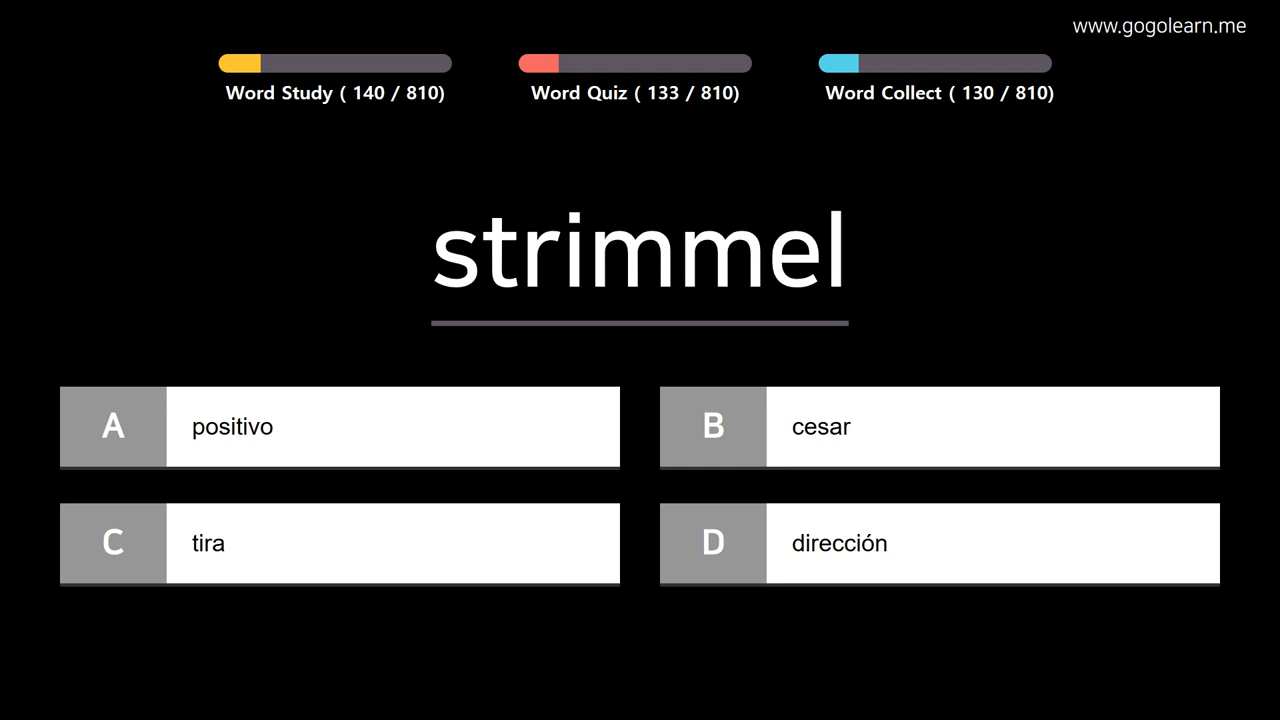 www.gogolearn.me
Word Study ( 140 / 810)
Word Quiz ( 133 / 810)
Word Collect ( 130 / 810)
strimmel
A positivo
B cesar
C tira
D dirección